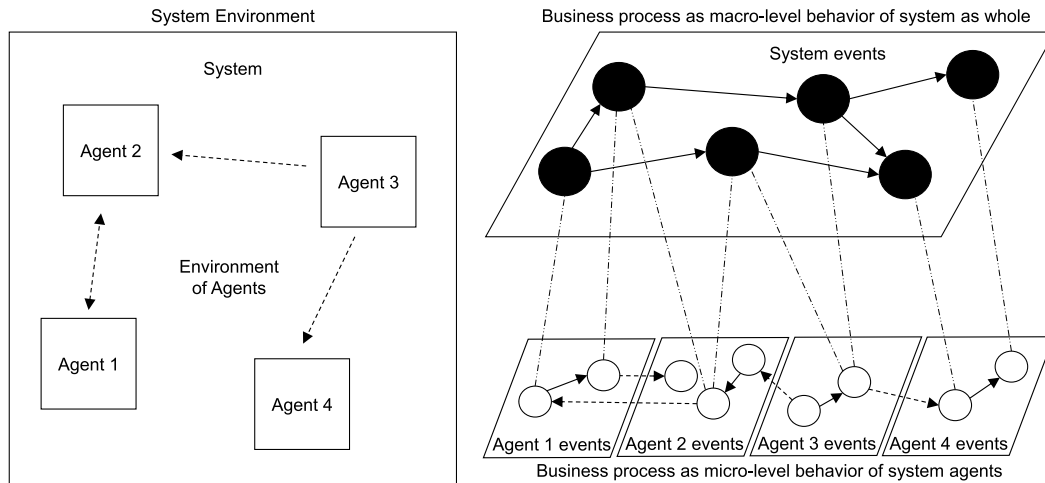 System Environment
System
Agent 2
Agent 3
Environment
of Agents
Agent 1
Agent 4
Business process as macro-level behavior of system as whole
System events
Agent 1 events
Agent 2 events
Agent 3 events
Agent 4 events
Business process as micro-level behavior of system agents